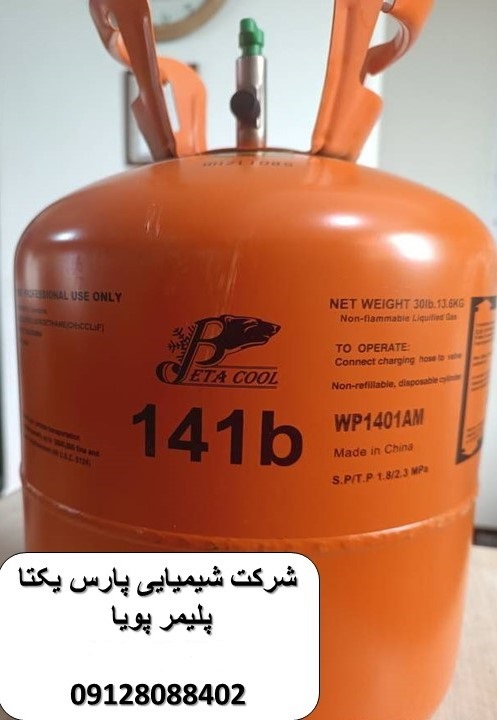 PROFESSIONAL USE ONLY
BETA COOL
141b
NET WEIGHT 30lb.13.6KG
Non-flammable Liquified Gas
TO OPERATE:
Connect charging hose to valve
Non-refillable, disposable cylinder
WP1401AM
Made in China
S.P/T.P 1.8/2.3 MPa
شرکت شیمیایی پارس یکتا
پلیمر پویا
09128088402